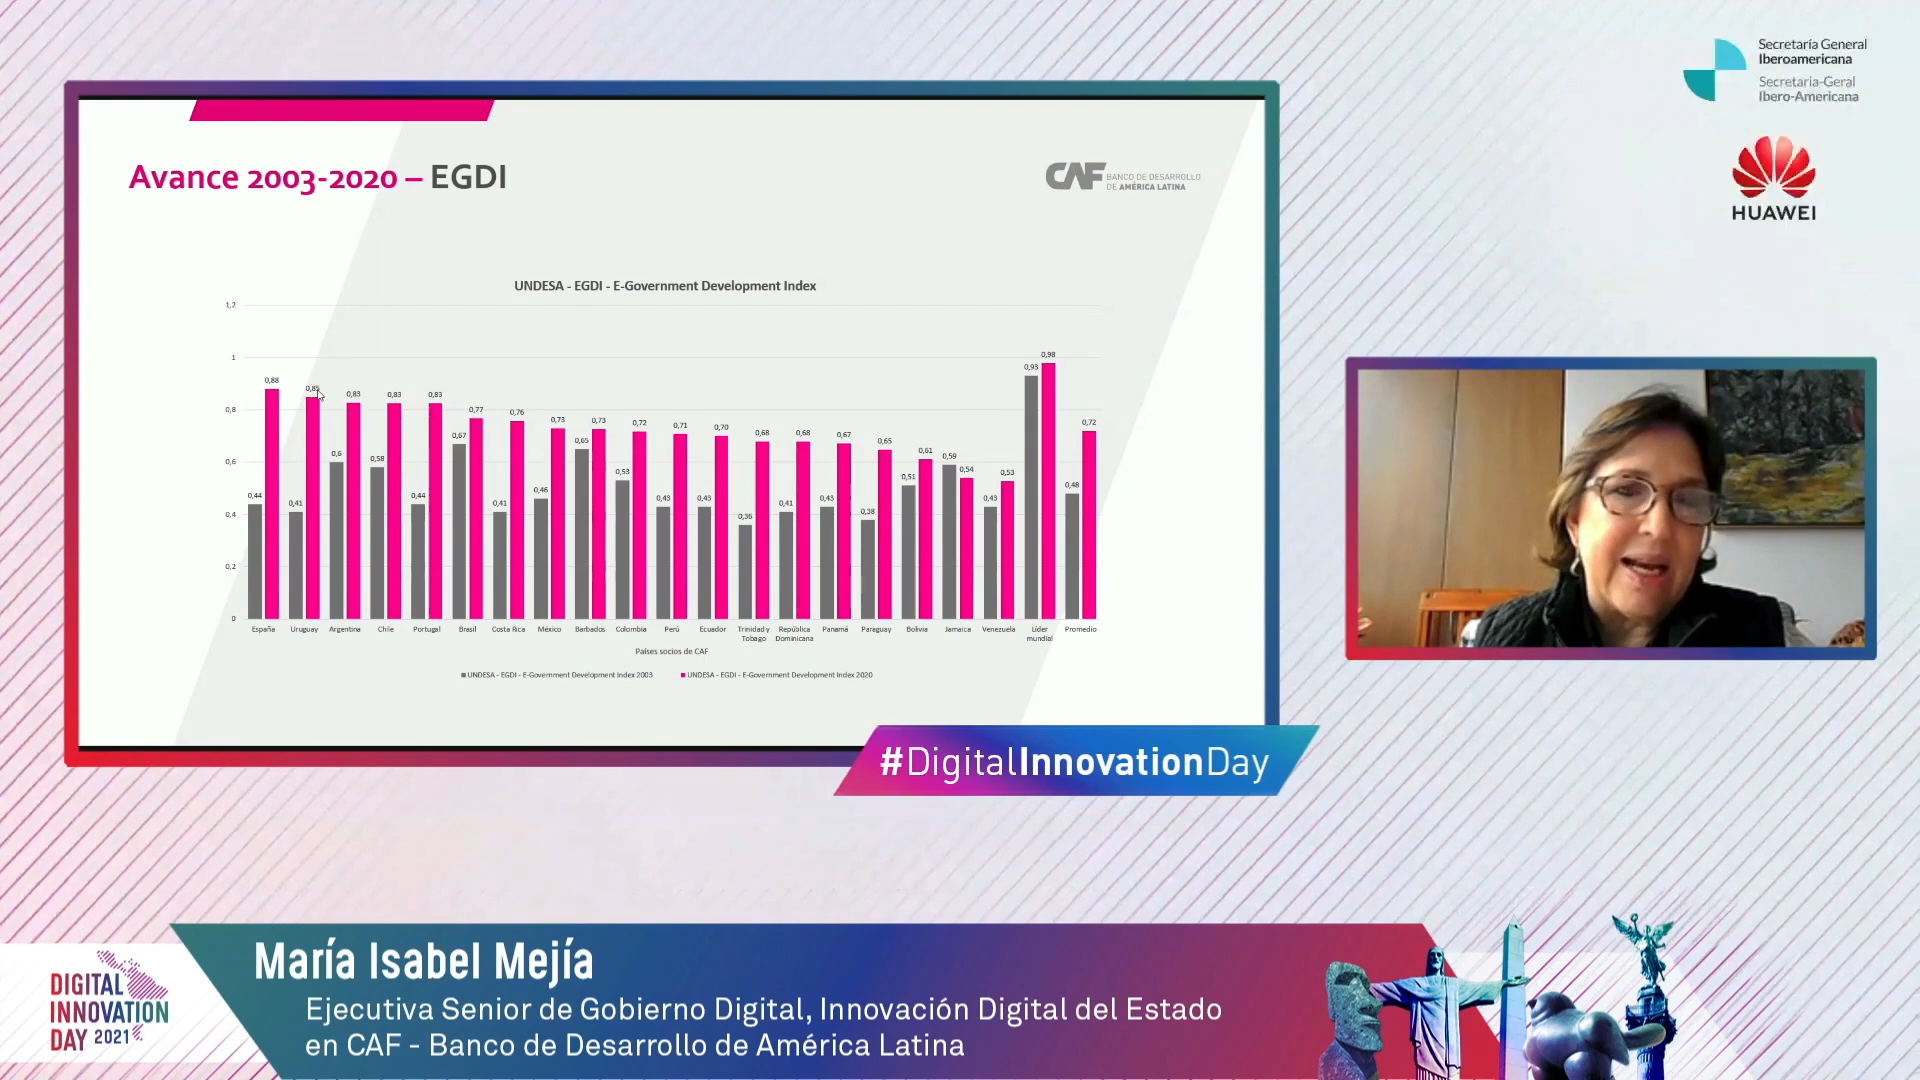 Secretaría General
Iberoamericana
Secretaria-Geral
Ibero-Americana
HUAWEI
Avance 2003-2020 – EGDI
CAF BANCO DE DESARROLLO
DE AMÉRICA LATINA
UNDESA - EGDI - E-Government Development Index
1,2
1
0,8
0,6
0,4
0,2
0
0,44 0,88
0,41 0,85
0,6 0,83
0,58 0,83
0,44 0,83
0,67 0,77
0,41 0,76
0,46 0,73
0,65 0,73
0,53 0,72
0,43 0,71
0,43 0,70
0,36 0,68
0,41 0,68
0,43 0,67
0,38 0,65
0,51 0,61
0,59 0,54
0,43 0,53
0,93 0,98
0,48 0,72
España Uruguay Argentina Chile Portugal Brasil Costa Rica México Barbados Colombia Perú Ecuador Trinidad y Tobago República Dominicana Panamá Paraguay Bolivia Jamaica Venezuela Líder mundial Promedio
Países socios de CAF
UNDESA - EGDI - E-Government Development Index 2003 UNDESA - EGDI - E-Government Development Index 2020
#DigitalInnovationDay
María Isabel Mejía
Ejecutiva Senior de Gobierno Digital, Innovación Digital del Estado
en CAF - Banco de Desarrollo de América Latina
DIGITAL
INNOVATION
DAY 2021